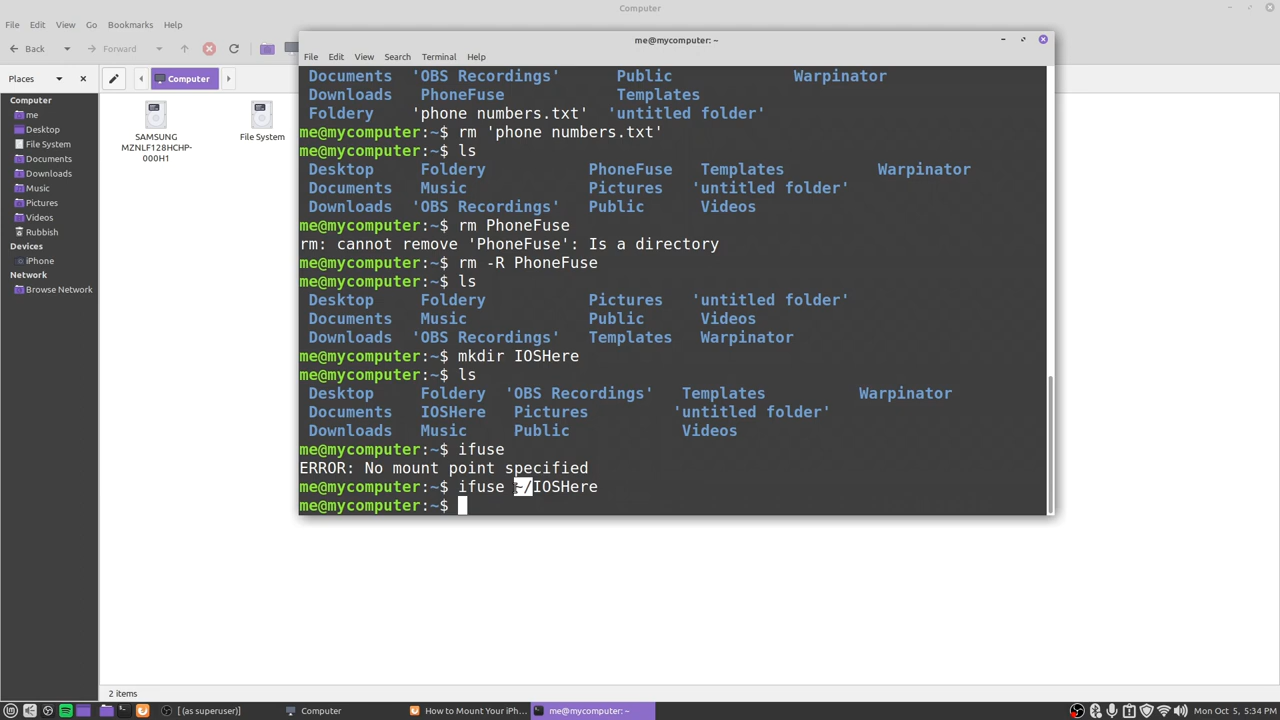 Computer
File Edit View Go Bookmarks Help
Back Forward
Places Computer
Computer
me
Desktop
File System
Documents
Downloads
Music
Pictures
Videos
Rubbish
Devices
iPhone
Network
Browse Network
SAMSUNG
MZNLF128HCHP-
000H1
File System
me@mycomputer: ~
File Edit View Search Terminal Help
Documents 'OBS Recordings' Public Warpinator
Downloads PhoneFuse Templates
Foldery 'phone numbers.txt' 'untitled folder'
me@mycomputer:~$ rm 'phone numbers.txt'
me@mycomputer:~$ ls
Desktop Foldery PhoneFuse Templates Warpinator
Documents Music Pictures 'untitled folder'
Downloads 'OBS Recordings' Public Videos
me@mycomputer:~$ rm PhoneFuse
rm: cannot remove 'PhoneFuse': Is a directory
me@mycomputer:~$ rm -R PhoneFuse
me@mycomputer:~$ ls
Desktop Foldery Pictures 'untitled folder'
Documents Music Public Videos
Downloads 'OBS Recordings' Templates Warpinator
me@mycomputer:~$ mkdir IOSHere
me@mycomputer:~$ ls
Desktop Foldery 'OBS Recordings' Templates Warpinator
Documents IOSHere Pictures 'untitled folder'
Downloads Music Public Videos
me@mycomputer:~$ ifuse
ERROR: No mount point specified
me@mycomputer:~$ ifuse ~/IOSHere
me@mycomputer:~$
2 items
[ (as superuser)] Computer How to Mount Your iPh... me@mycomputer: ~ Mon Oct 5, 5:34 PM